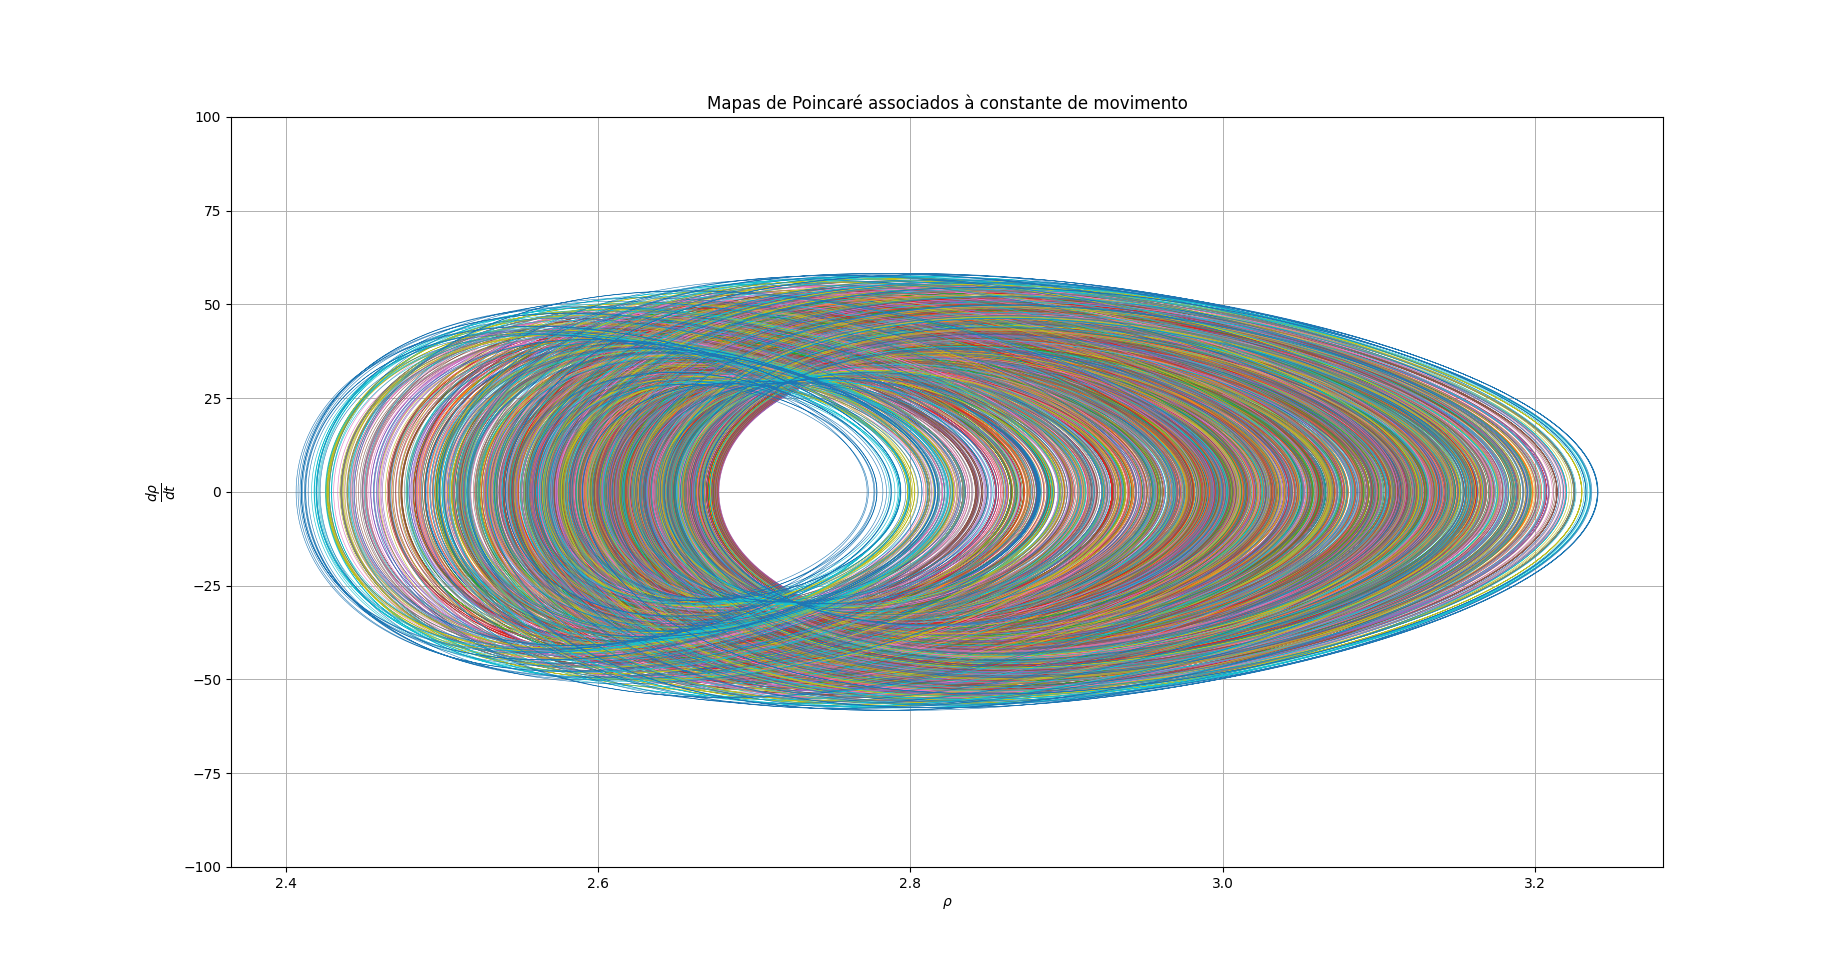 Mapas de Poincaré associados à constante de movimento
100
75
50
25
0
−25
−50
−75
−100
dρ
dt
2.4 2.6 2.8 3.0 3.2
ρ